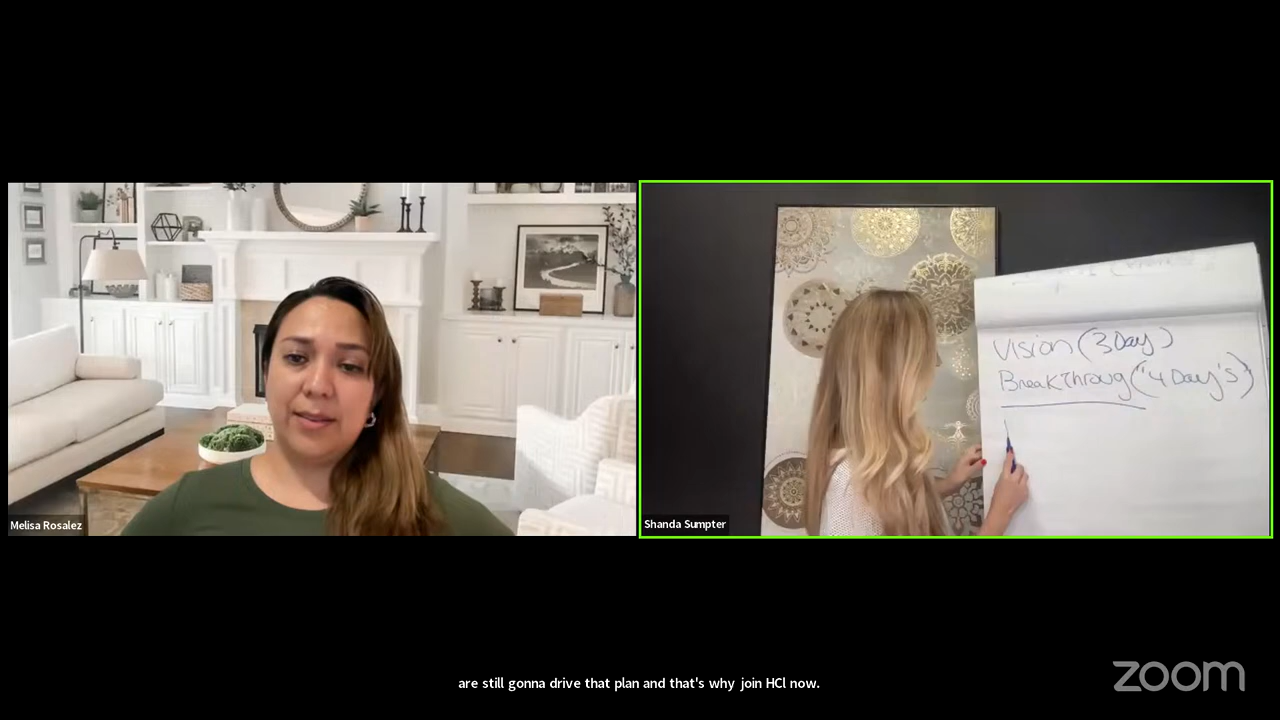 Vision (3 Day)
BreakThroug ("4 Day's)
Melisa Rosalez
Shanda Sumpter
are still gonna drive that plan and that's why join HCl now.
zoom